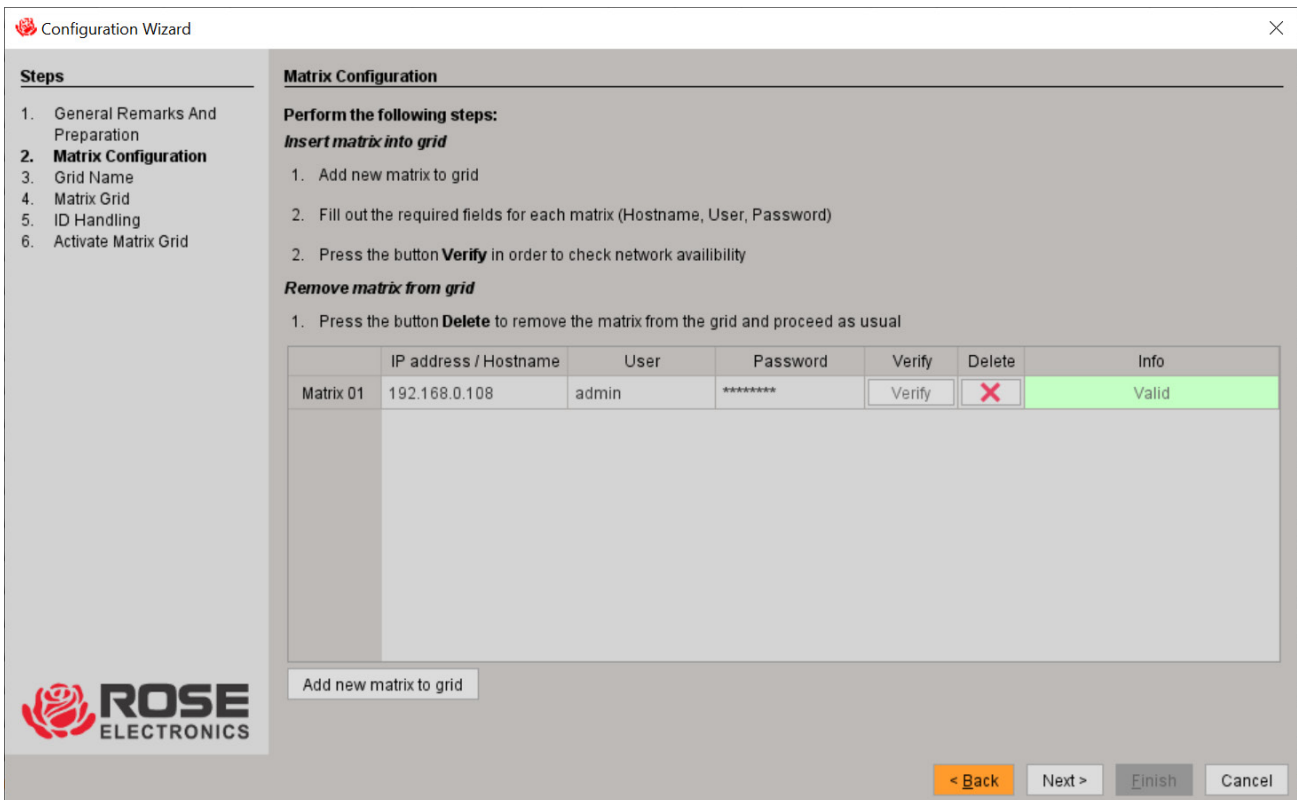 Configuration Wizard
Steps
1. General Remarks And
Preparation
2. Matrix Configuration
3. Grid Name
4. Matrix Grid
5. ID Handling
6. Activate Matrix Grid
ROSE
ELECTRONICS
Matrix Configuration
Perform the following steps:
Insert matrix into grid
1. Add new matrix to grid
2. Fill out the required fields for each matrix (Hostname, User, Password)
2. Press the button Verify in order to check network availibility
Remove matrix from grid
1. Press the button Delete to remove the matrix from the grid and proceed as usual
IP address / Hostname User Password Verify Delete Info
Matrix 01 192.168.0.108 admin ******** Verify Valid
Add new matrix to grid
< Back Next > Finish Cancel